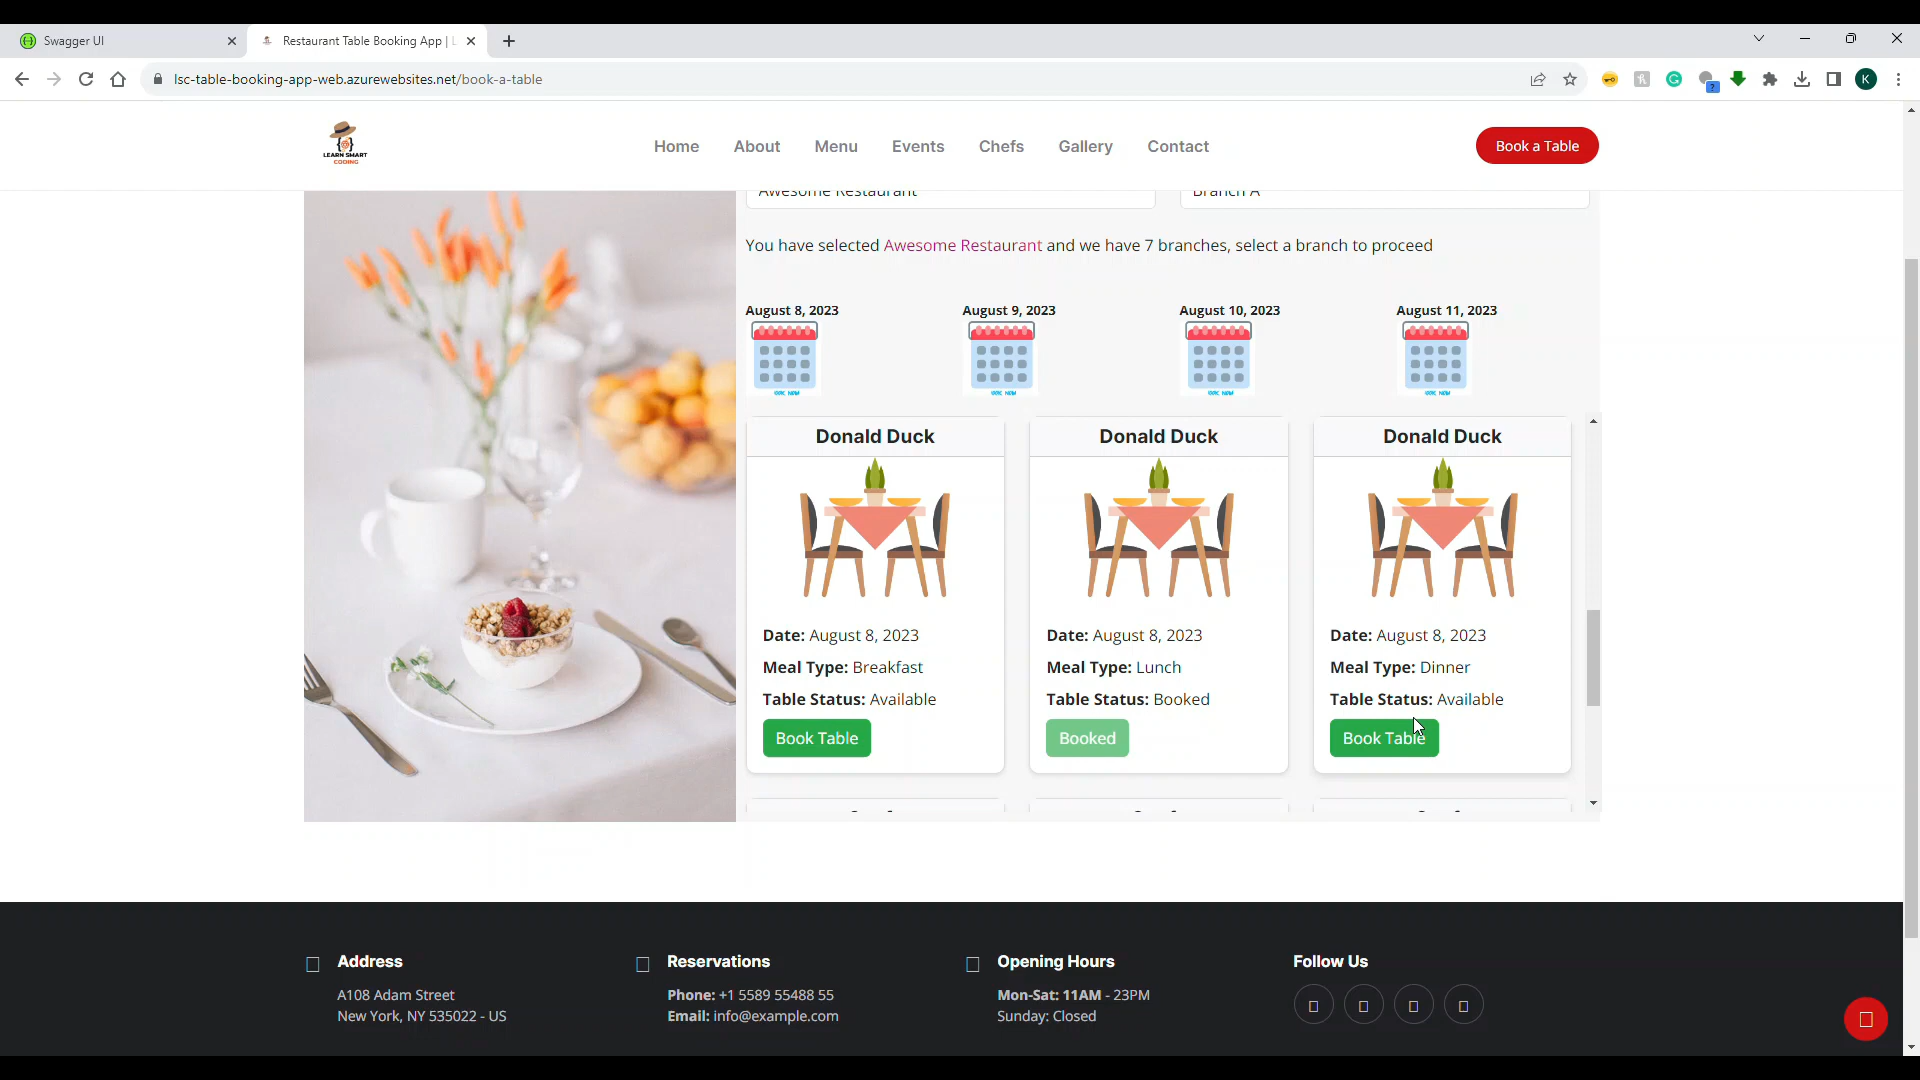 Swagger UI
Restaurant Table Booking App | L
lsc-table-booking-app-web.azurewebsites.net/book-a-table
K
LEARN SMART
CODING
Home About Menu Events Chefs Gallery Contact
Book a Table
Awesome Restaurant Branch A
You have selected Awesome Restaurant and we have 7 branches, select a branch to proceed
August 8, 2023 August 9, 2023 August 10, 2023 August 11, 2023
Donald Duck Donald Duck Donald Duck
Date: August 8, 2023 Date: August 8, 2023 Date: August 8, 2023
Meal Type: Breakfast Meal Type: Lunch Meal Type: Dinner
Table Status: Available Table Status: Booked Table Status: Available
Book Table Booked Book Table
Address Reservations Opening Hours Follow Us
A108 Adam Street Phone: +1 5589 55488 55 Mon-Sat: 11AM - 23PM
New York, NY 535022 - US Email: info@example.com Sunday: Closed